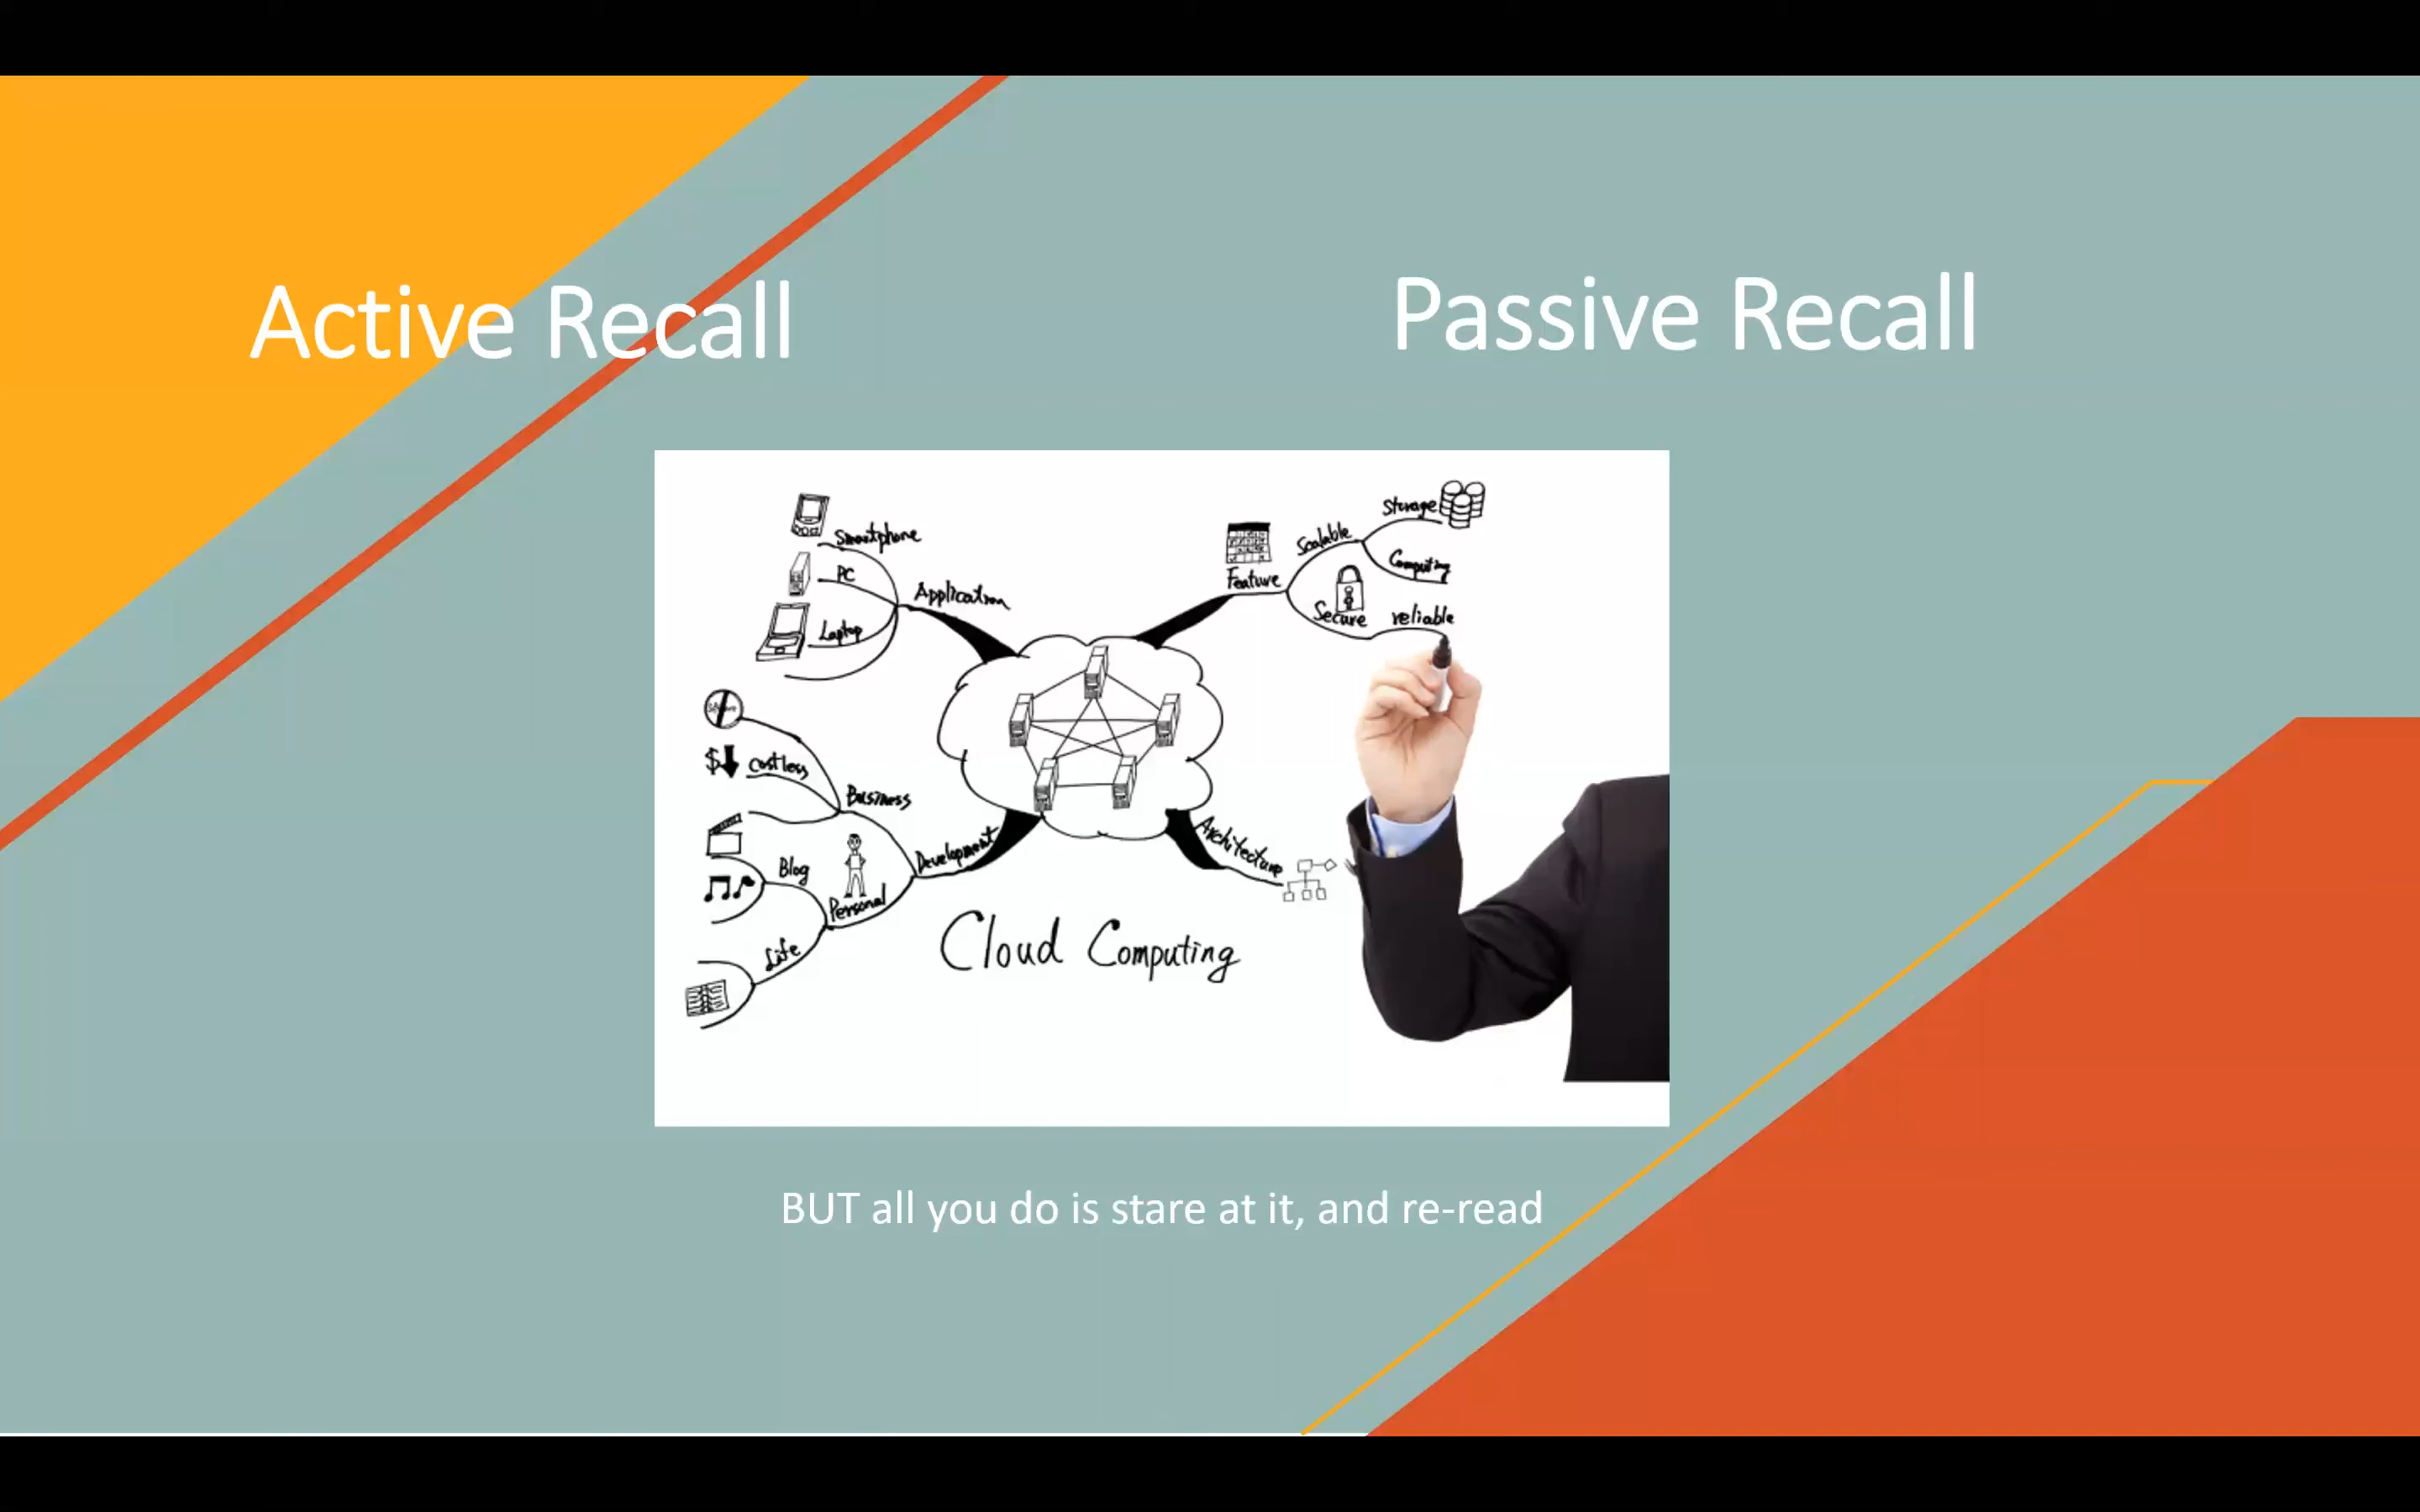 Active Recall
Passive Recall
Smartphone
PC
Laptop
Application
Feature
Scalable
Storage
Computing
Secure
reliable
$
costless
Business
Blog
Personal
Life
Development
Architecture
Cloud Computing
BUT all you do is stare at it, and re-read